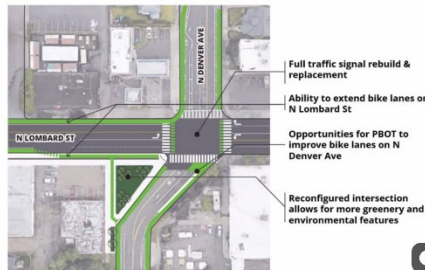 N DENVER AVE
N LOMBARD ST
Full traffic signal rebuild &
replacement
Ability to extend bike lanes on
N Lombard St
Opportunities for PBOT to
improve bike lanes on N
Denver Ave
Reconfigured intersection
allows for more greenery and
environmental features